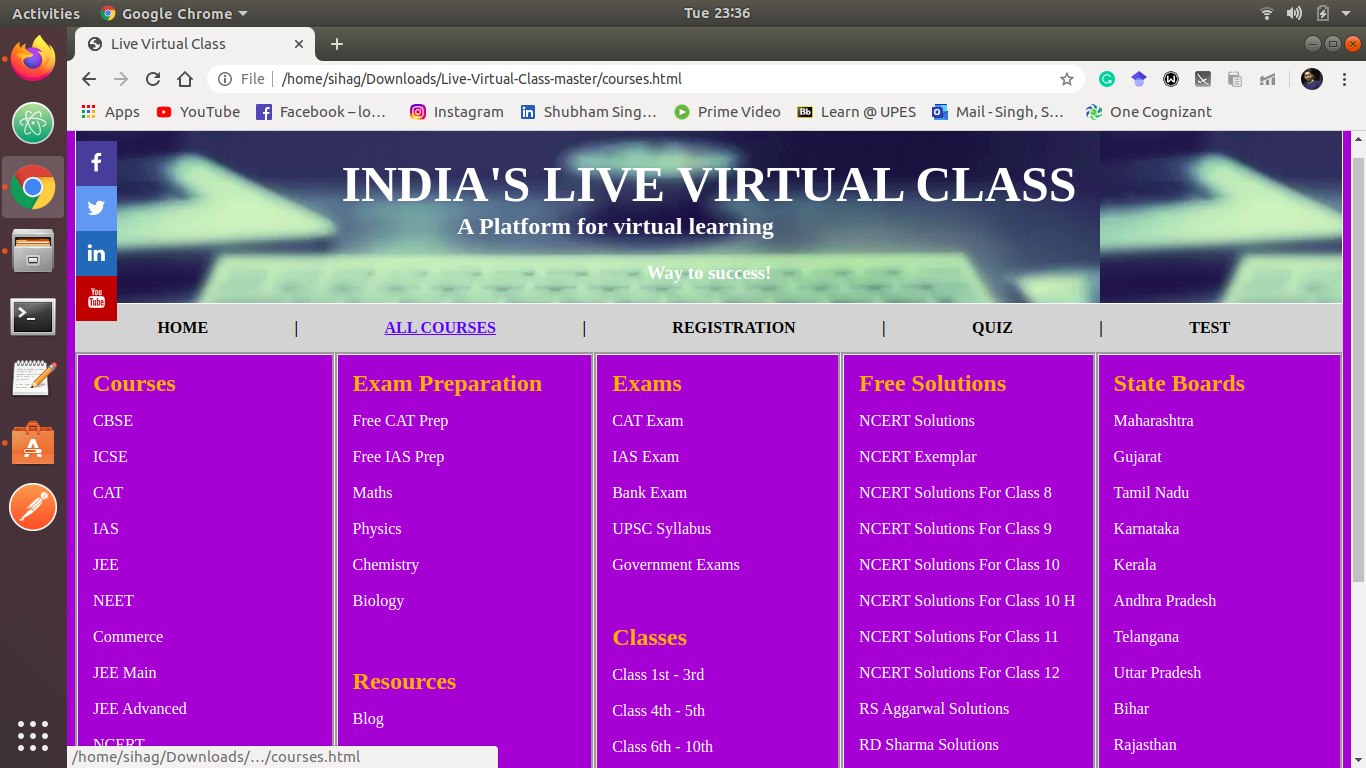 Activities Google Chrome Tue 23:36
Live Virtual Class
File /home/sihag/Downloads/Live-Virtual-Class-master/courses.html
Apps YouTube Facebook – lo… Instagram Shubham Sing… Prime Video Bb Learn @ UPES Mail - Singh, S… One Cognizant
INDIA'S LIVE VIRTUAL CLASS
A Platform for virtual learning
Way to success!
You Tube
HOME | ALL COURSES | REGISTRATION | QUIZ | TEST
Courses
CBSE
ICSE
CAT
IAS
JEE
NEET
Commerce
JEE Main
JEE Advanced
NCERT
Exam Preparation
Free CAT Prep
Free IAS Prep
Maths
Physics
Chemistry
Biology
Resources
Blog
Exams
CAT Exam
IAS Exam
Bank Exam
UPSC Syllabus
Government Exams
Classes
Class 1st - 3rd
Class 4th - 5th
Class 6th - 10th
Free Solutions
NCERT Solutions
NCERT Exemplar
NCERT Solutions For Class 8
NCERT Solutions For Class 9
NCERT Solutions For Class 10
NCERT Solutions For Class 10 H
NCERT Solutions For Class 11
NCERT Solutions For Class 12
RS Aggarwal Solutions
RD Sharma Solutions
State Boards
Maharashtra
Gujarat
Tamil Nadu
Karnataka
Kerala
Andhra Pradesh
Telangana
Uttar Pradesh
Bihar
Rajasthan
/home/sihag/Downloads/…/courses.html